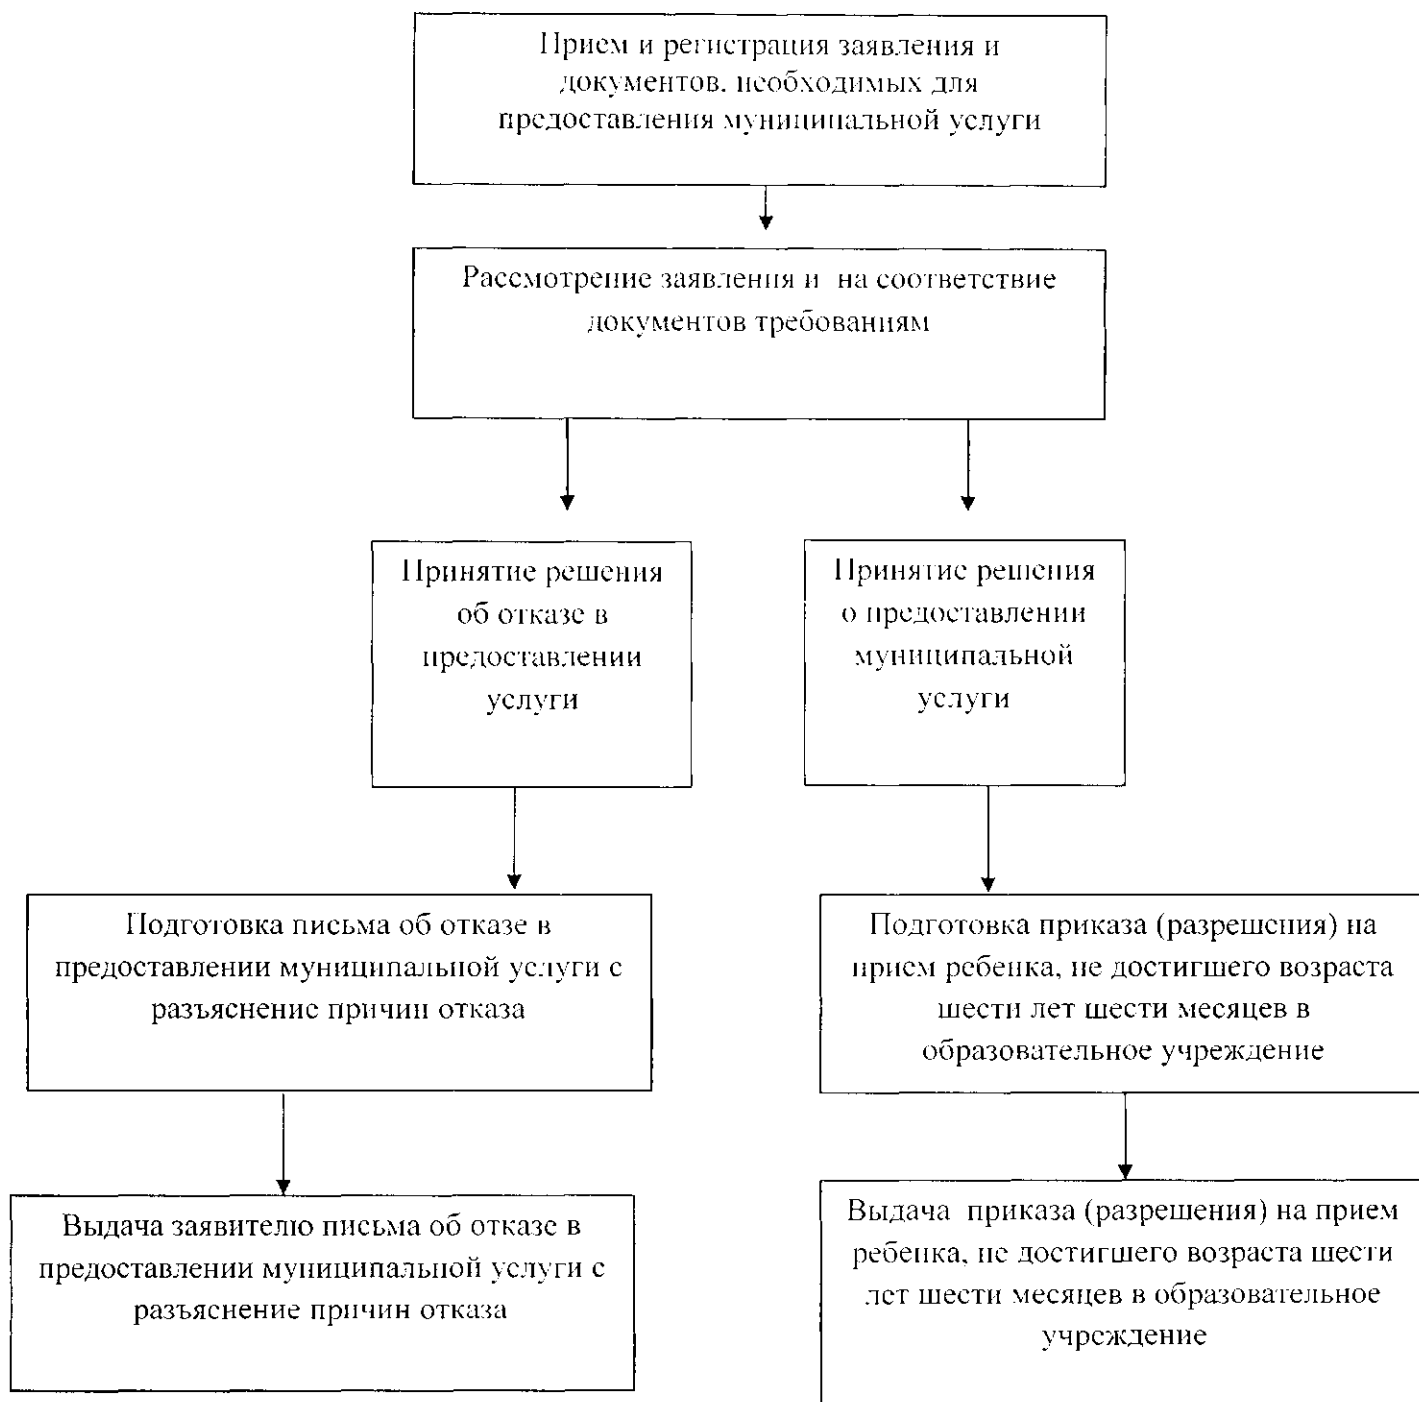 Прием и регистрация заявления и
документов, необходимых для
предоставления муниципальной услуги
Рассмотрение заявления и на соответствие
документов требованиям
Принятие решения
об отказе в
предоставлении
услуги
Принятие решения
о предоставлении
муниципальной
услуги
Подготовка письма об отказе в
предоставлении муниципальной услуги с
разъяснение причин отказа
Подготовка приказа (разрешения) на
прием ребенка, не достигшего возраста
шести лет шести месяцев в
образовательное учреждение
Выдача заявителю письма об отказе в
предоставлении муниципальной услуги с
разъяснение причин отказа
Выдача приказа (разрешения) на прием
ребенка, не достигшего возраста шести
лет шести месяцев в образовательное
учреждение